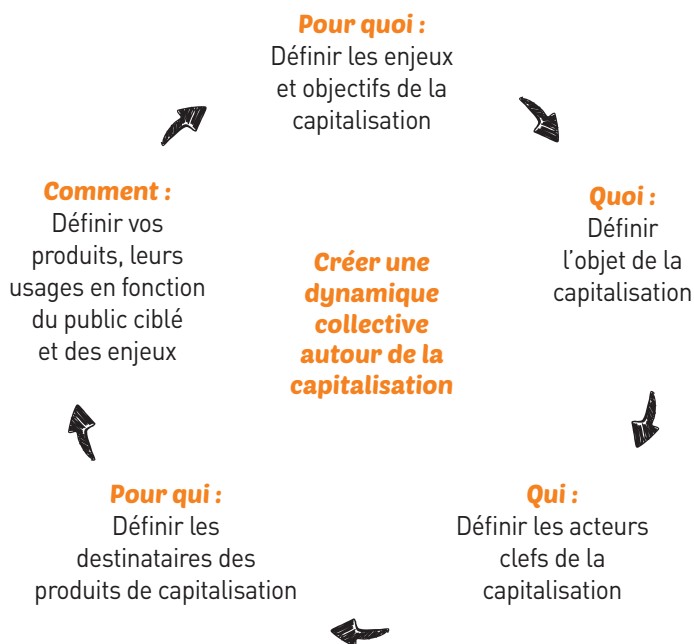 Pour quoi :
Définir les enjeux
et objectifs de la
capitalisation
Quoi :
Définir
l'objet de la
capitalisation
Qui :
Définir les acteurs
clefs de la
capitalisation
Pour qui :
Définir les
destinataires des
produits de capitalisation
Comment :
Définir vos
produits, leurs
usages en fonction
du public ciblé
et des enjeux
Créer une
dynamique
collective
autour de la
capitalisation